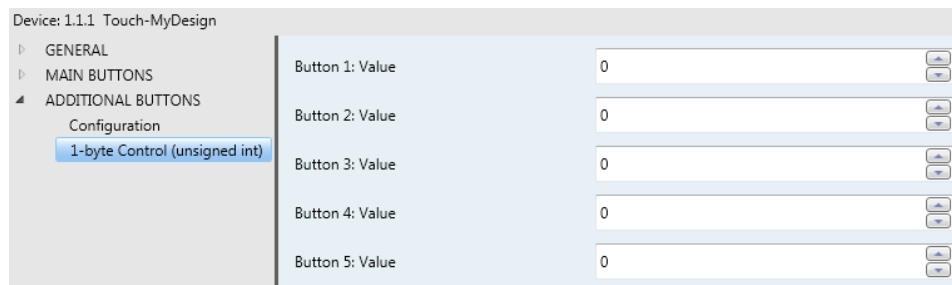 Device: 1.1.1 Touch-MyDesign
GENERAL
MAIN BUTTONS
ADDITIONAL BUTTONS
Configuration
1-byte Control (unsigned int)
Button 1: Value 0
Button 2: Value 0
Button 3: Value 0
Button 4: Value 0
Button 5: Value 0